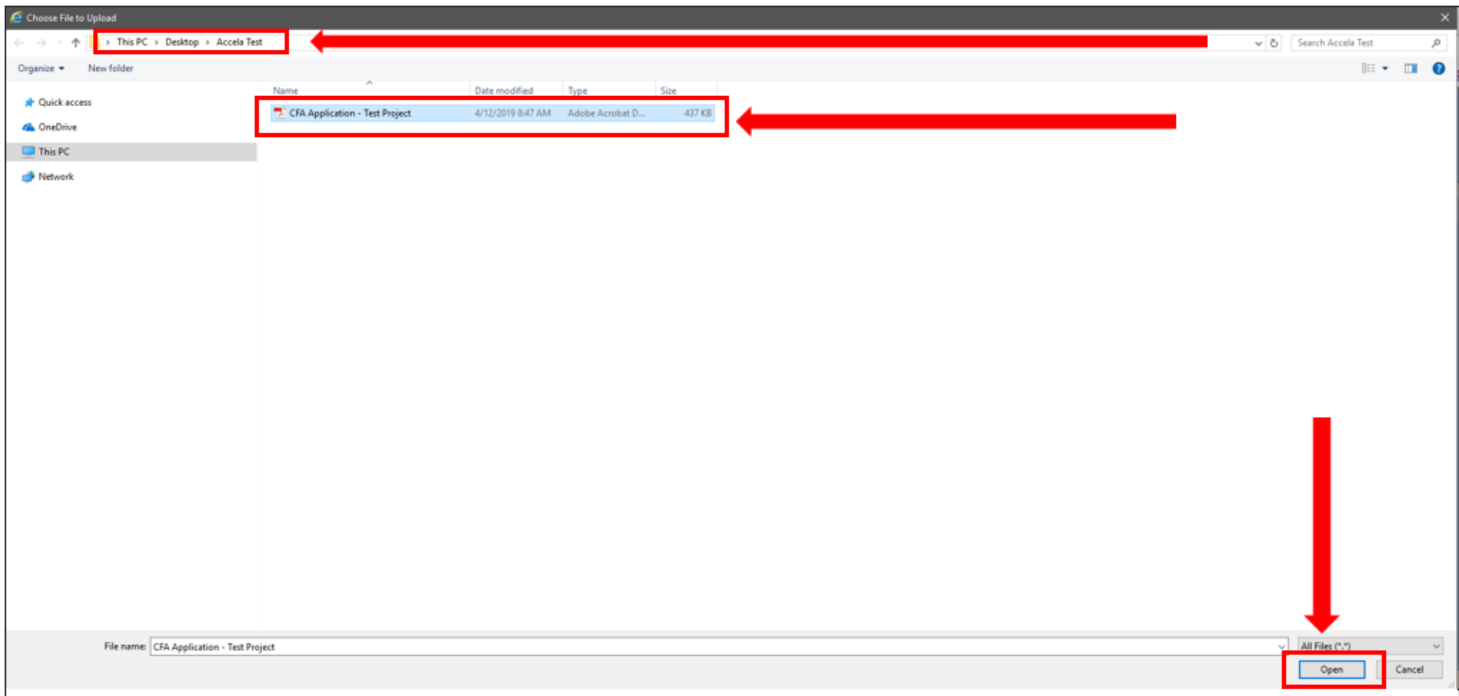 Choose File to Upload
This PC > Desktop > Accela Test
Search Accela Test
Organize
New folder
Name
Date modified
Type
Size
Quick access
CFA Application - Test Project
4/12/2019 8:47 AM
Adobe Acrobat D...
437 KB
OneDrive
This PC
Network
File name:
CFA Application - Test Project
All Files (*.*)
Open
Cancel